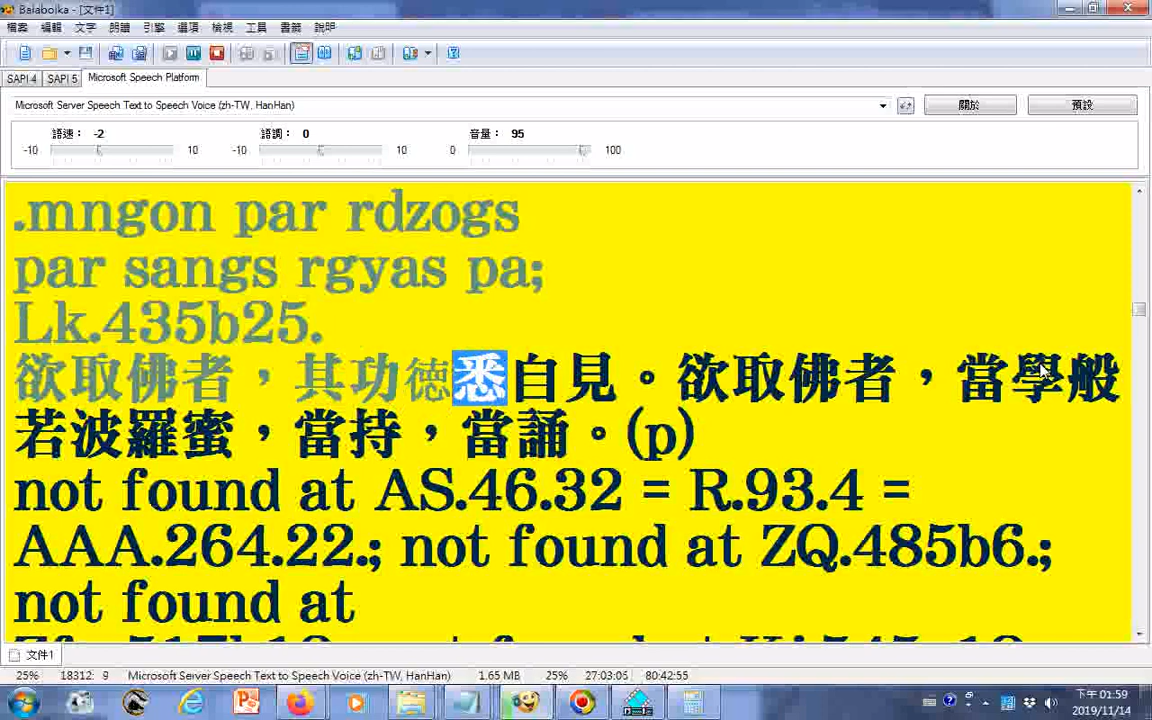 Balabolka - [文件1]
檔案 編輯 文字 朗讀 引擎 選項 檢視 工具 書籤 說明
SAPI 4 SAPI 5 Microsoft Speech Platform
Microsoft Server Speech Text to Speech Voice (zh-TW, HanHan) 關於 預設
語速： -2 語調： 0 音量： 95
-10 10 -10 10 0 100
.mngon par rdzogs
par sangs rgyas pa;
Lk.435b25.
欲取佛者，其功德悉自見。欲取佛者，當學般
若波羅蜜，當持，當誦。(p)
not found at AS.46.32 = R.93.4 =
AAA.264.22.; not found at ZQ.485b6.;
not found at
文件1
25% 18312: 9 Microsoft Server Speech Text to Speech Voice (zh-TW, HanHan) 1.65 MB 25% 27:03:05 80:42:55
下午 01:59
2019/11/14